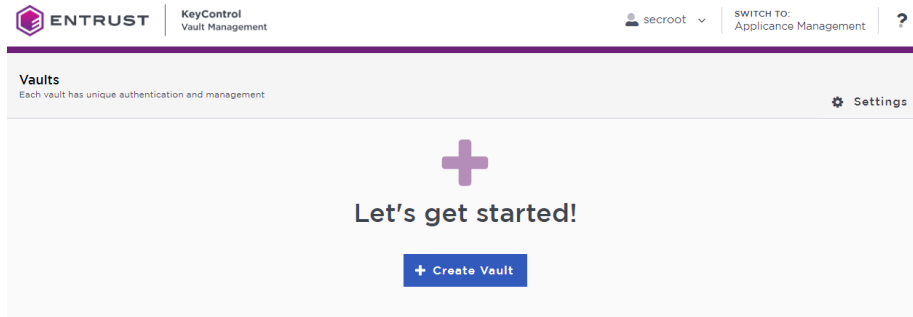 ENTRUST
KeyControl
Vault Management
secroot
SWITCH TO:
Applicance Management
?
Vaults
Each vault has unique authentication and management
Settings
Let's get started!
+ Create Vault